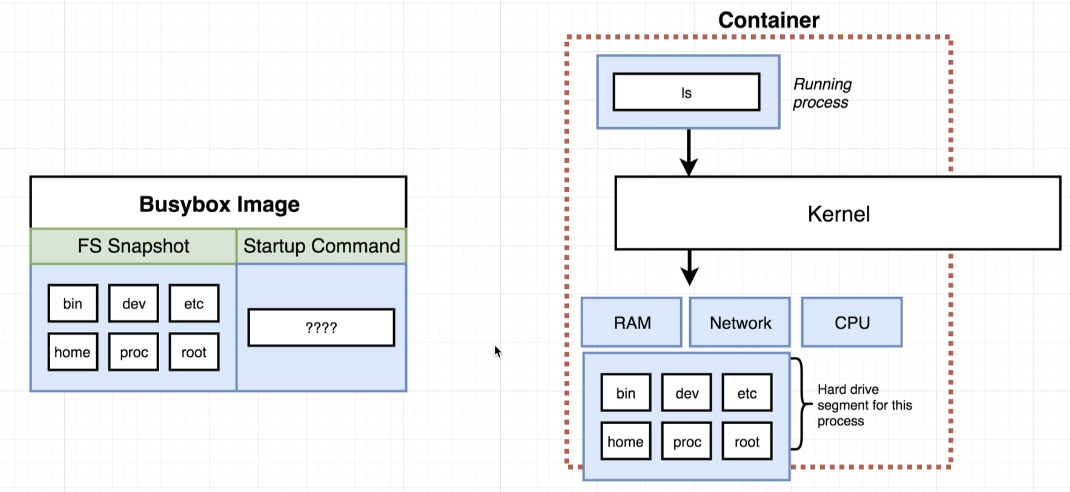 Container
ls
Running
process
Kernel
Busybox Image
FS Snapshot
Startup Command
bin
dev
etc
home
proc
root
????
RAM
Network
CPU
bin
dev
etc
home
proc
root
Hard drive
segment for this
process